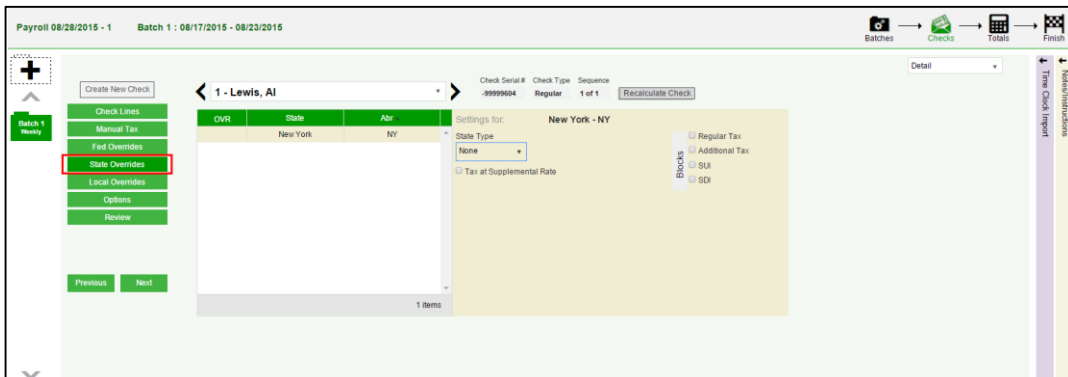 Payroll 08/28/2015 - 1 Batch 1 : 08/17/2015 - 08/23/2015
Batches
Checks
Totals
Finish
Batch 1
Weekly
Create New Check
Check Lines
Manual Tax
Fed Overrides
State Overrides
Local Overrides
Options
Review
Previous
Next
1 - Lewis, Al
Check Serial # Check Type Sequence
-99999604 Regular 1 of 1
Recalculate Check
Detail
OVR State Abr
New York NY
1 items
Settings for: New York - NY
State Type
None
Tax at Supplemental Rate
Blocks
Regular Tax
Additional Tax
SUI
SDI
Time Clock Import
Notes/Instructions